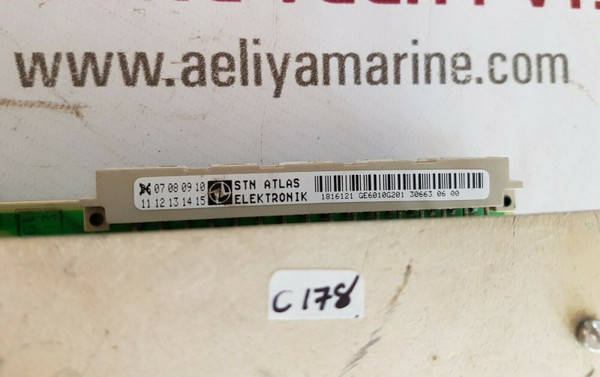 www.aeliyamarine.com
07 08 09 10
11 12 13 14 15
STN ATLAS
ELEKTRONIK
1816121 GE6010G201 30663 06 00
C178